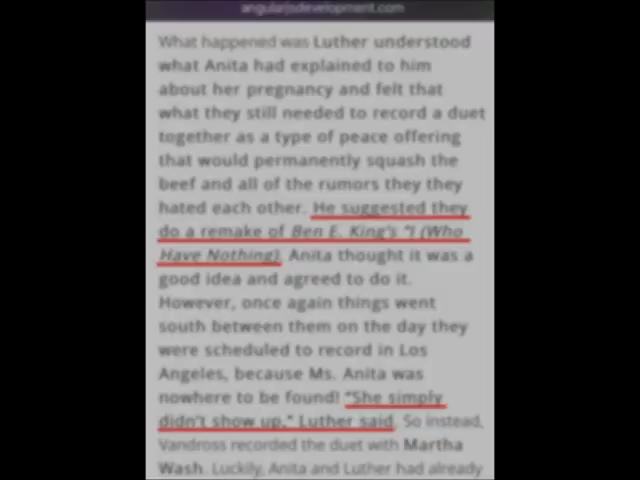 angularjsdevelopment.com
What happened was Luther understood
what Anita had explained to him
about her pregnancy and felt that
what they still needed to record a duet
together as a type of peace offering
that would permanently squash the
beef and all of the rumors they they
hated each other. He suggested they
do a remake of Ben E. King's "I (Who
Have Nothing). Anita thought it was a
good idea and agreed to do it.
However, once again things went
south between them on the day they
were scheduled to record in Los
Angeles, because Ms. Anita was
nowhere to be found! "She simply
didn't show up," Luther said. So instead,
Vandross recorded the duet with Martha
Wash. Luckily, Anita and Luther had already